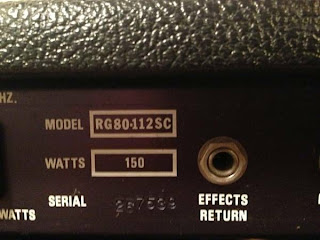 HZ.
MODEL RG80-112SC
WATTS 150
SERIAL
EFFECTS
RETURN
WATTS